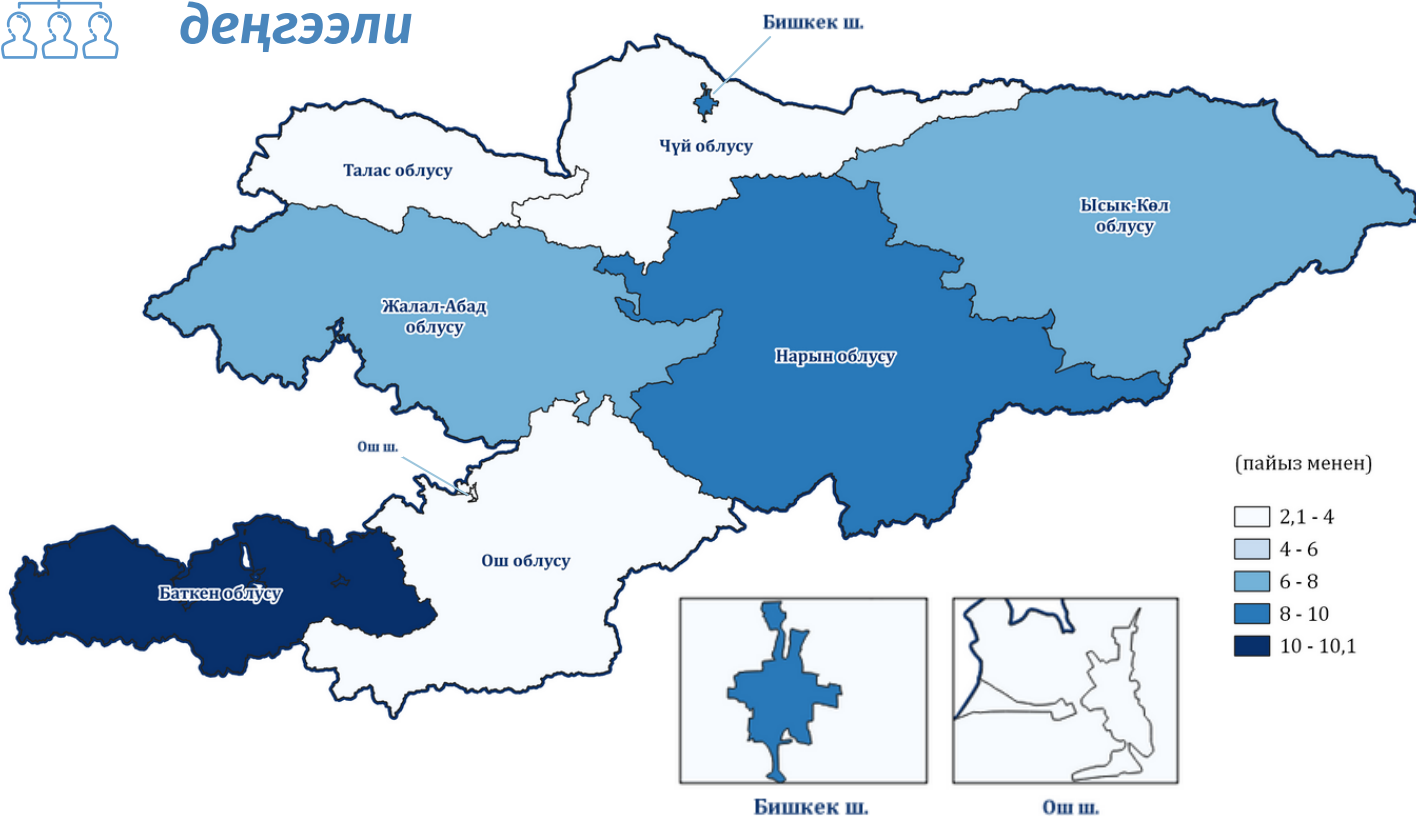 деңгээли
Бишкек ш.
Чүй облусу
Талас облусу
Ысык-Көл
облусу
Жалал-Абад
облусу
Нарын облусу
Ош ш.
Ош облусу
Баткен облусу
(пайыз менен)
2,1 - 4
4 - 6
6 - 8
8 - 10
10 - 10,1
Бишкек ш.
Ош ш.